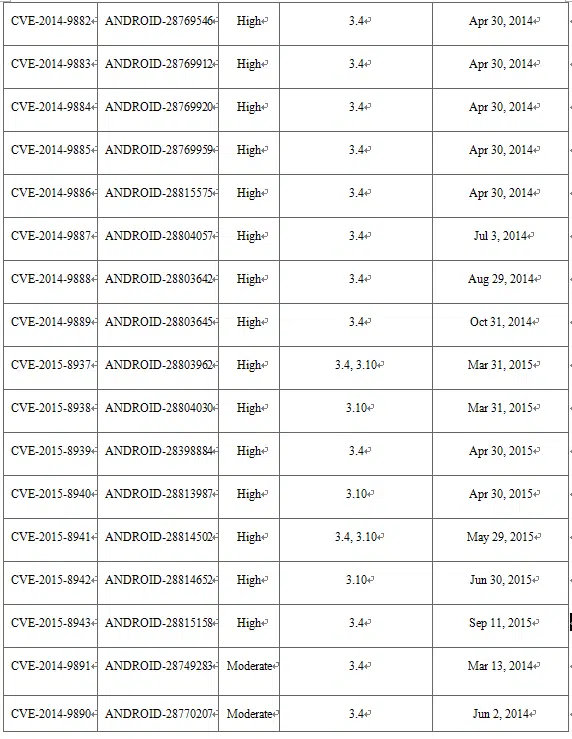 CVE-2014-9882 ANDROID-28769546 High 3.4 Apr 30, 2014
CVE-2014-9883 ANDROID-28769912 High 3.4 Apr 30, 2014
CVE-2014-9884 ANDROID-28769920 High 3.4 Apr 30, 2014
CVE-2014-9885 ANDROID-28769959 High 3.4 Apr 30, 2014
CVE-2014-9886 ANDROID-28815575 High 3.4 Apr 30, 2014
CVE-2014-9887 ANDROID-28804057 High 3.4 Jul 3, 2014
CVE-2014-9888 ANDROID-28803642 High 3.4 Aug 29, 2014
CVE-2014-9889 ANDROID-28803645 High 3.4 Oct 31, 2014
CVE-2015-8937 ANDROID-28803962 High 3.4, 3.10 Mar 31, 2015
CVE-2015-8938 ANDROID-28804030 High 3.10 Mar 31, 2015
CVE-2015-8939 ANDROID-28398884 High 3.4 Apr 30, 2015
CVE-2015-8940 ANDROID-28813987 High 3.10 Apr 30, 2015
CVE-2015-8941 ANDROID-28814502 High 3.4, 3.10 May 29, 2015
CVE-2015-8942 ANDROID-28814652 High 3.10 Jun 30, 2015
CVE-2015-8943 ANDROID-28815158 High 3.4 Sep 11, 2015
CVE-2014-9891 ANDROID-28749283 Moderate 3.4 Mar 13, 2014
CVE-2014-9890 ANDROID-28770207 Moderate 3.4 Jun 2, 2014